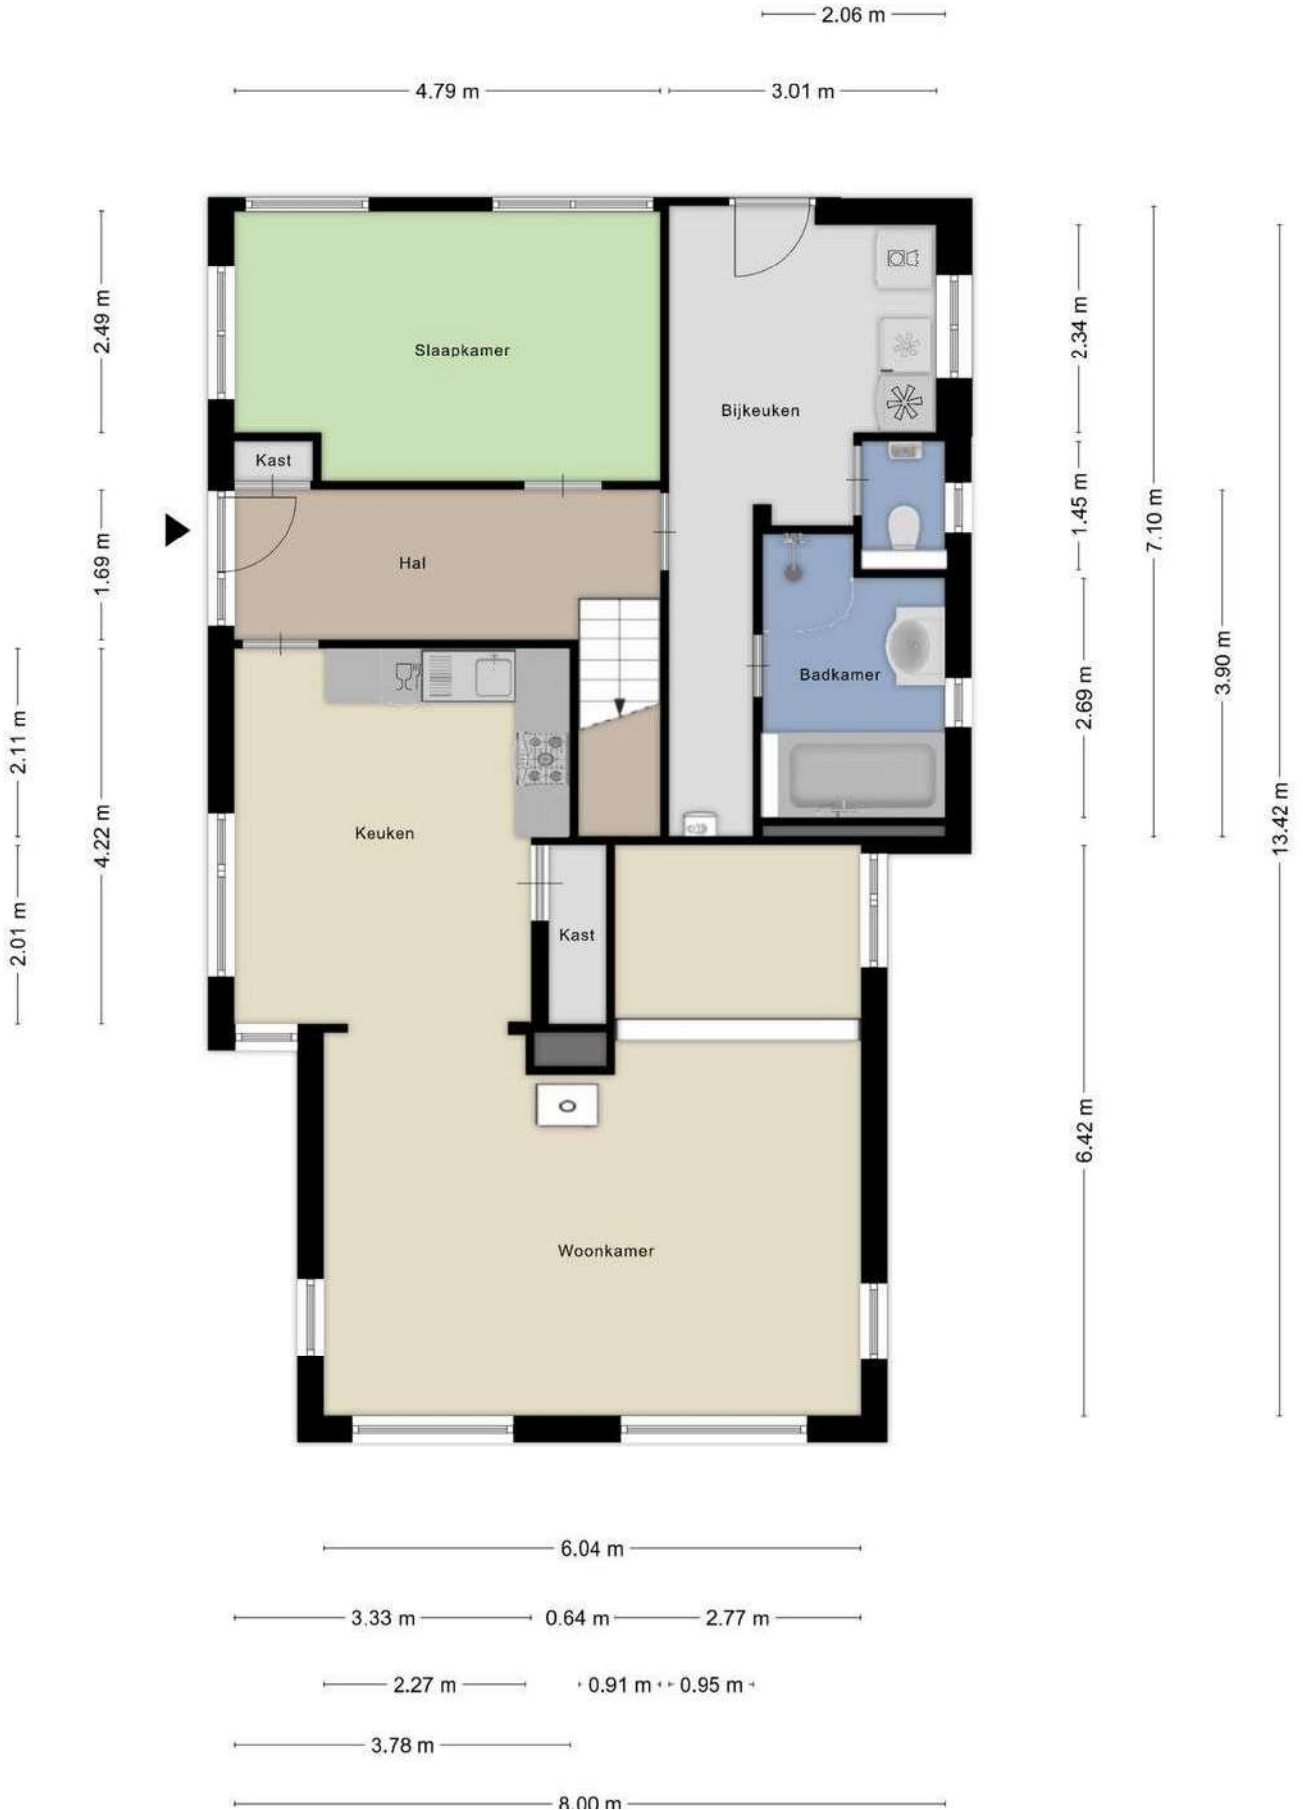 2.06 m
4.79 m
3.01 m
2.49 m
2.34 m
Slaapkamer
Bijkeuken
Kast
1.45 m
7.10 m
1.69 m
Hal
3.90 m
2.69 m
Badkamer
2.11 m
4.22 m
Keuken
13.42 m
2.01 m
Kast
6.42 m
Woonkamer
6.04 m
3.33 m
0.64 m
2.77 m
2.27 m
0.91 m
0.95 m
3.78 m
8.00 m